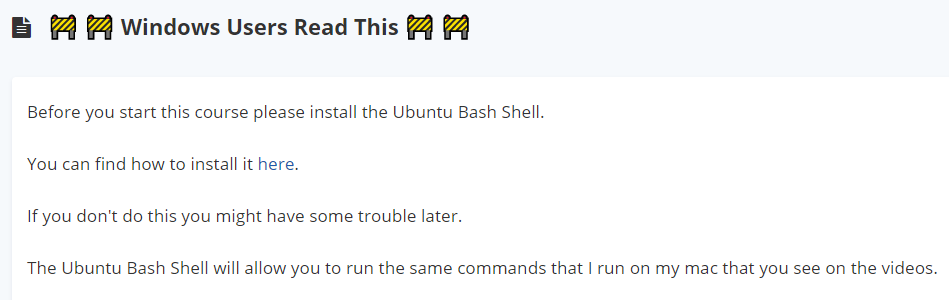 🚧 🚧 Windows Users Read This 🚧 🚧
Before you start this course please install the Ubuntu Bash Shell.
You can find how to install it here.
If you don't do this you might have some trouble later.
The Ubuntu Bash Shell will allow you to run the same commands that I run on my mac that you see on the videos.